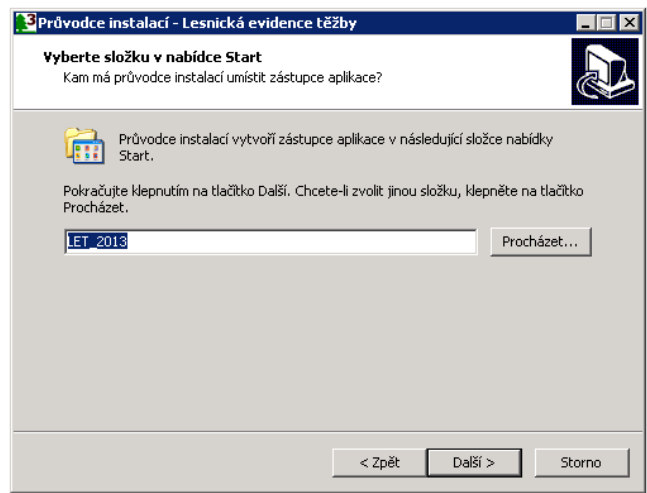 3
Průvodce instalací - Lesnická evidence těžby
Vyberte složku v nabídce Start
Kam má průvodce instalací umístit zástupce aplikace?
Průvodce instalací vytvoří zástupce aplikace v následující složce nabídky
Start.
Pokračujte klepnutím na tlačítko Další. Chcete-li zvolit jinou složku, klepněte na tlačítko
Procházet.
LET_2013
Procházet...
< Zpět
Další >
Storno